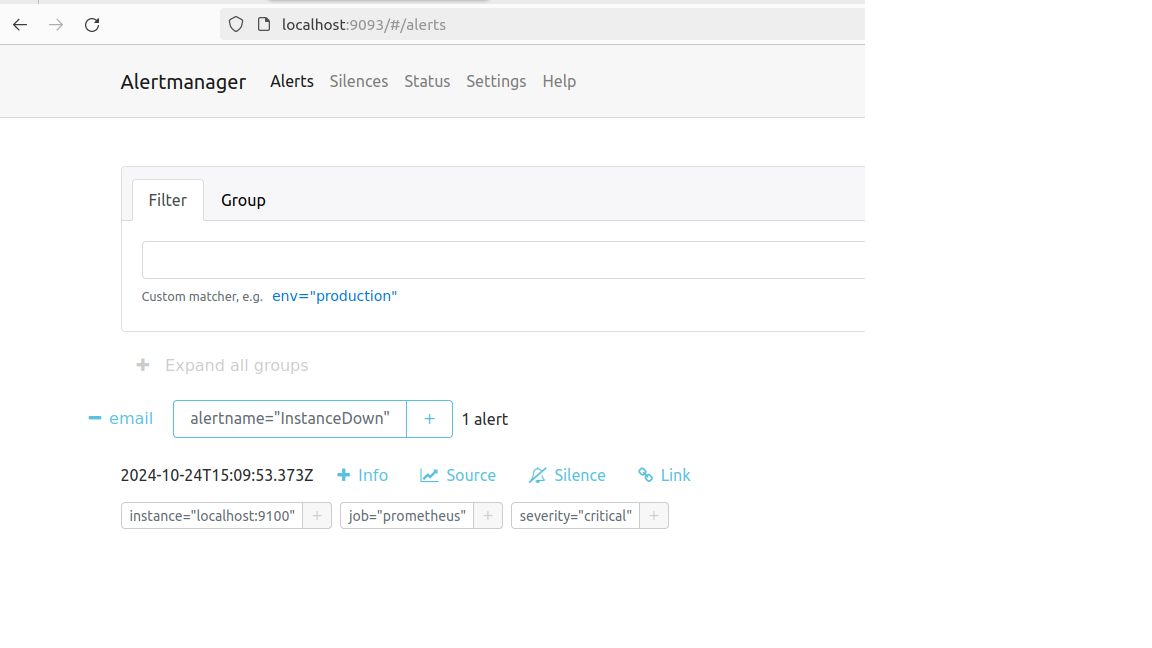 localhost:9093/#/alerts
Alertmanager Alerts Silences Status Settings Help
Filter Group
Custom matcher, e.g. env="production"
Expand all groups
email alertname="InstanceDown" + 1 alert
2024-10-24T15:09:53.373Z Info Source Silence Link
instance="localhost:9100" + job="prometheus" + severity="critical" +